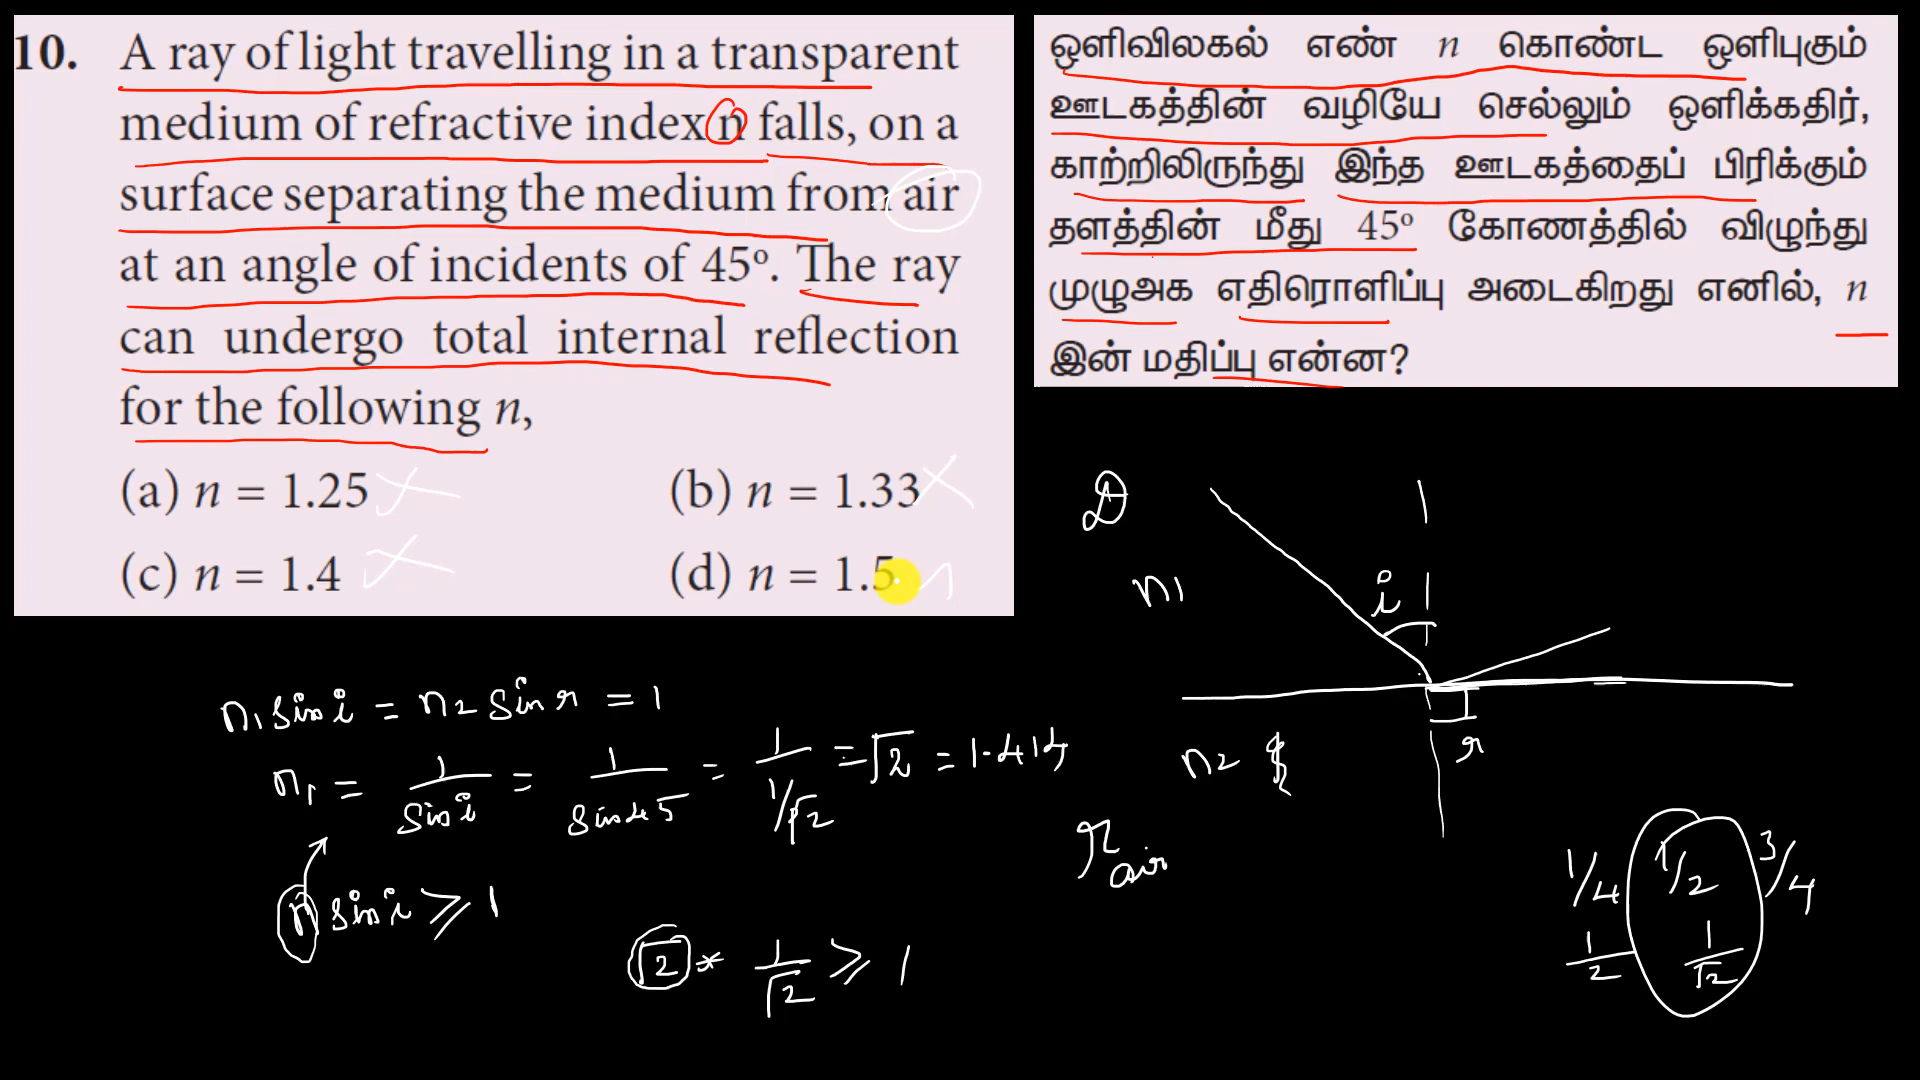 10. A ray of light travelling in a transparent
medium of refractive index n falls, on a
surface separating the medium from air
at an angle of incidents of 45°. The ray
can undergo total internal reflection
for the following n,
(a) n = 1.25 (b) n = 1.33
(c) n = 1.4 (d) n = 1.5
ஒளிவிலகல் எண் n கொண்ட ஒளிபுகும்
ஊடகத்தின் வழியே செல்லும் ஒளிக்கதிர்,
காற்றிலிருந்து இந்த ஊடகத்தைப் பிரிக்கும்
தளத்தின் மீது 45° கோணத்தில் விழுந்து
முழுஅக எதிரொளிப்பு அடைகிறது எனில், n
இன் மதிப்பு என்ன?
D
n1
i
n2
r
air
n1 sin i = n2 sin r = 1
n1 = 1/sin i = 1/sin 45 = 1/1/√2 = √2 = 1.414
n sin i ≥ 1
√2 * 1/√2 ≥ 1
1/4 1/2 3/4
1/2 1/√2